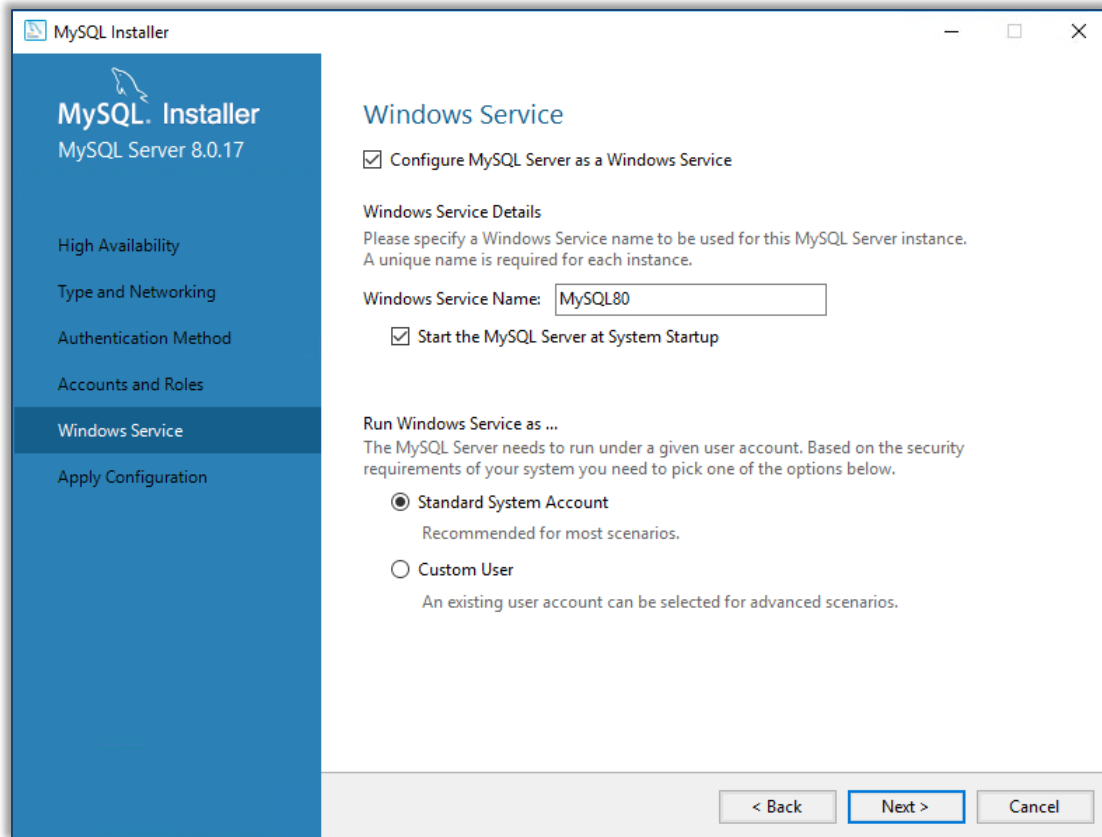 MySQL Installer
MySQL. Installer
MySQL Server 8.0.17
High Availability
Type and Networking
Authentication Method
Accounts and Roles
Windows Service
Apply Configuration
Windows Service
Configure MySQL Server as a Windows Service
Windows Service Details
Please specify a Windows Service name to be used for this MySQL Server instance.
A unique name is required for each instance.
Windows Service Name: MySQL80
Start the MySQL Server at System Startup
Run Windows Service as ...
The MySQL Server needs to run under a given user account. Based on the security
requirements of your system you need to pick one of the options below.
Standard System Account
Recommended for most scenarios.
Custom User
An existing user account can be selected for advanced scenarios.
< Back Next > Cancel